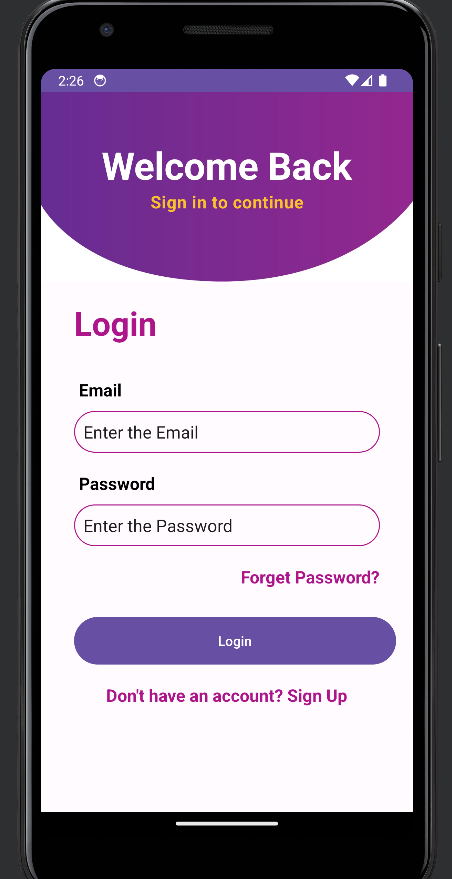 2:26
Welcome Back
Sign in to continue
Login
Email
Enter the Email
Password
Enter the Password
Forget Password?
Login
Don't have an account? Sign Up